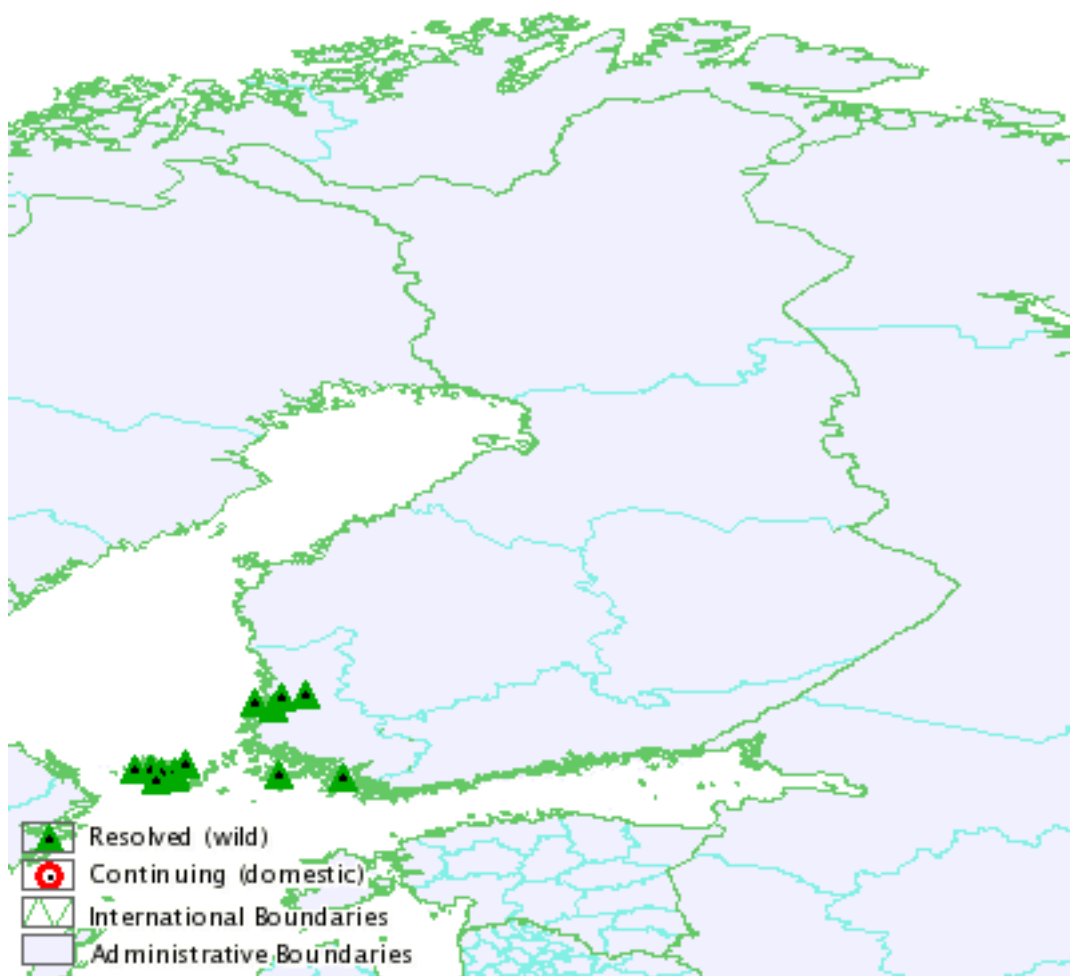 Resolved (wild)
Continuing (domestic)
International Boundaries
Administrative Boundaries